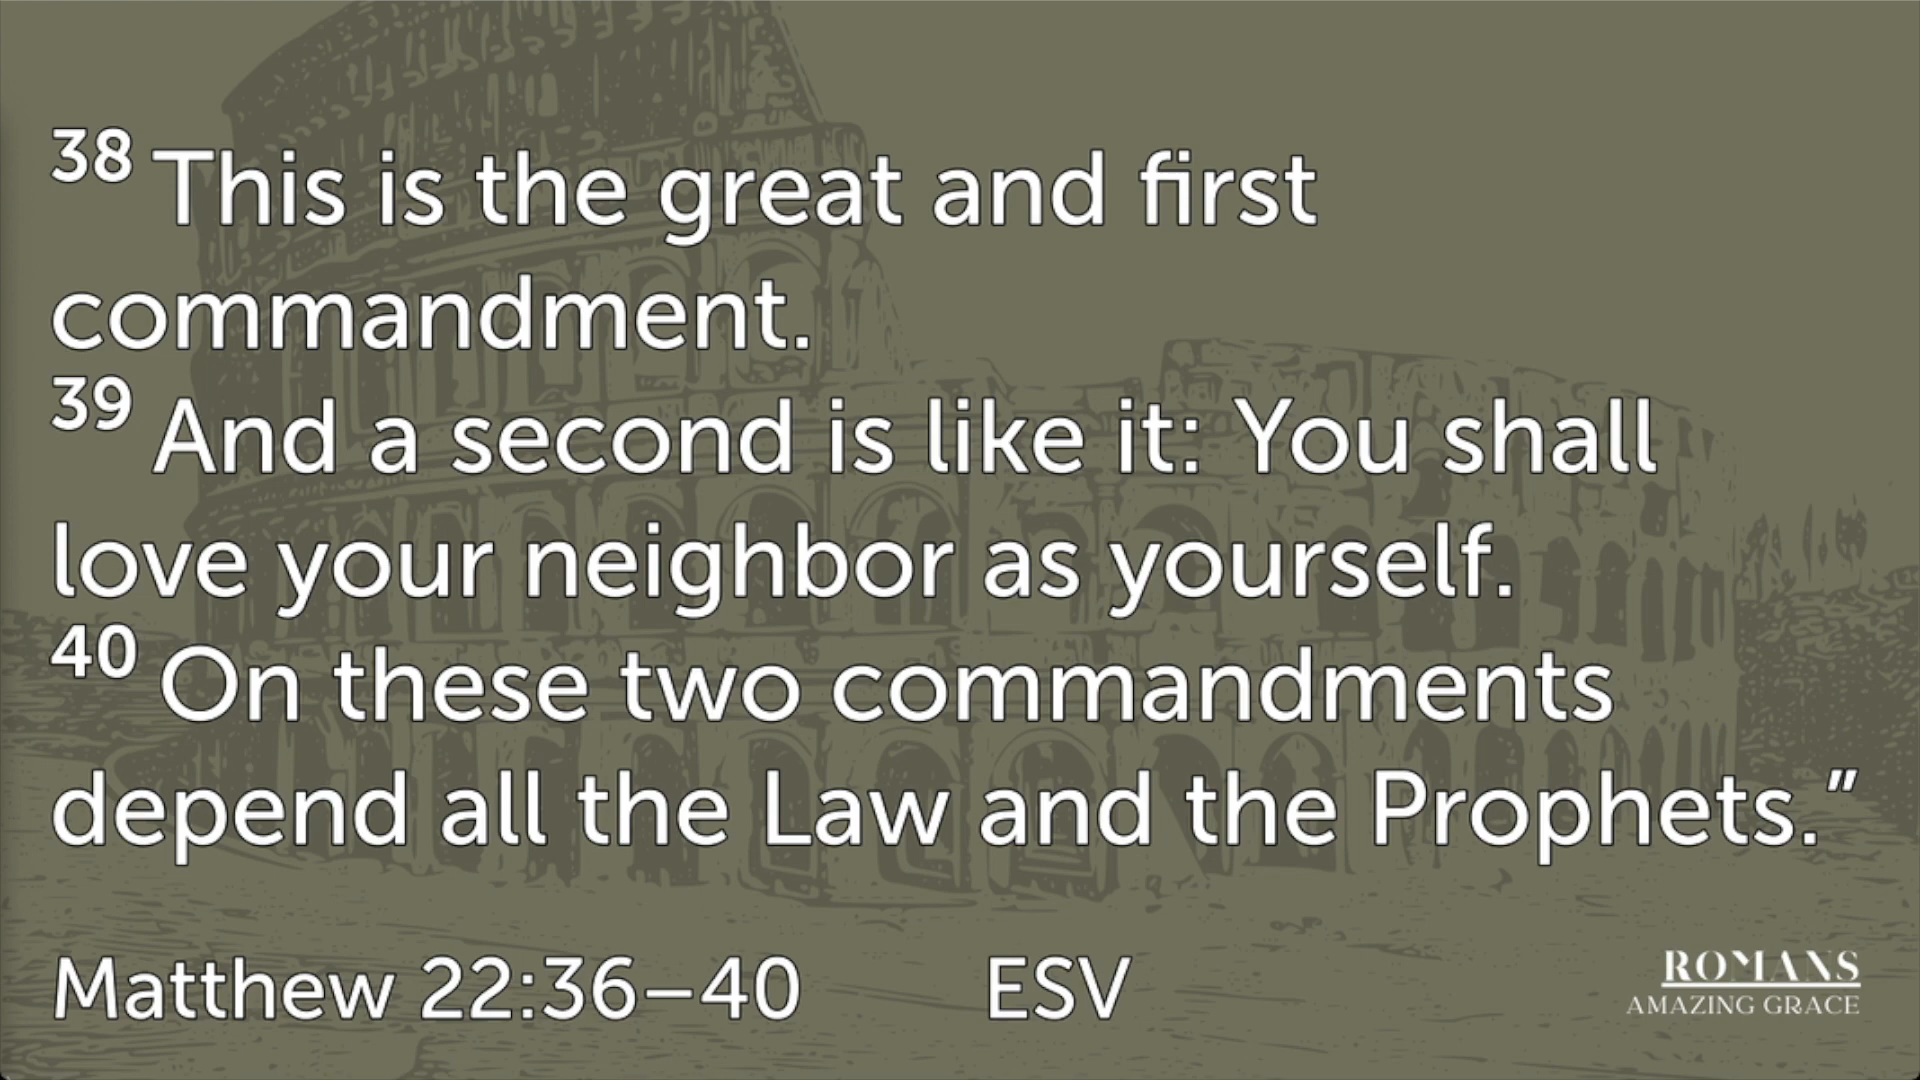 38 This is the great and first
commandment.
39 And a second is like it: You shall
love your neighbor as yourself.
40 On these two commandments
depend all the Law and the Prophets.”
Matthew 22:36–40 ESV
ROMANS
AMAZING GRACE